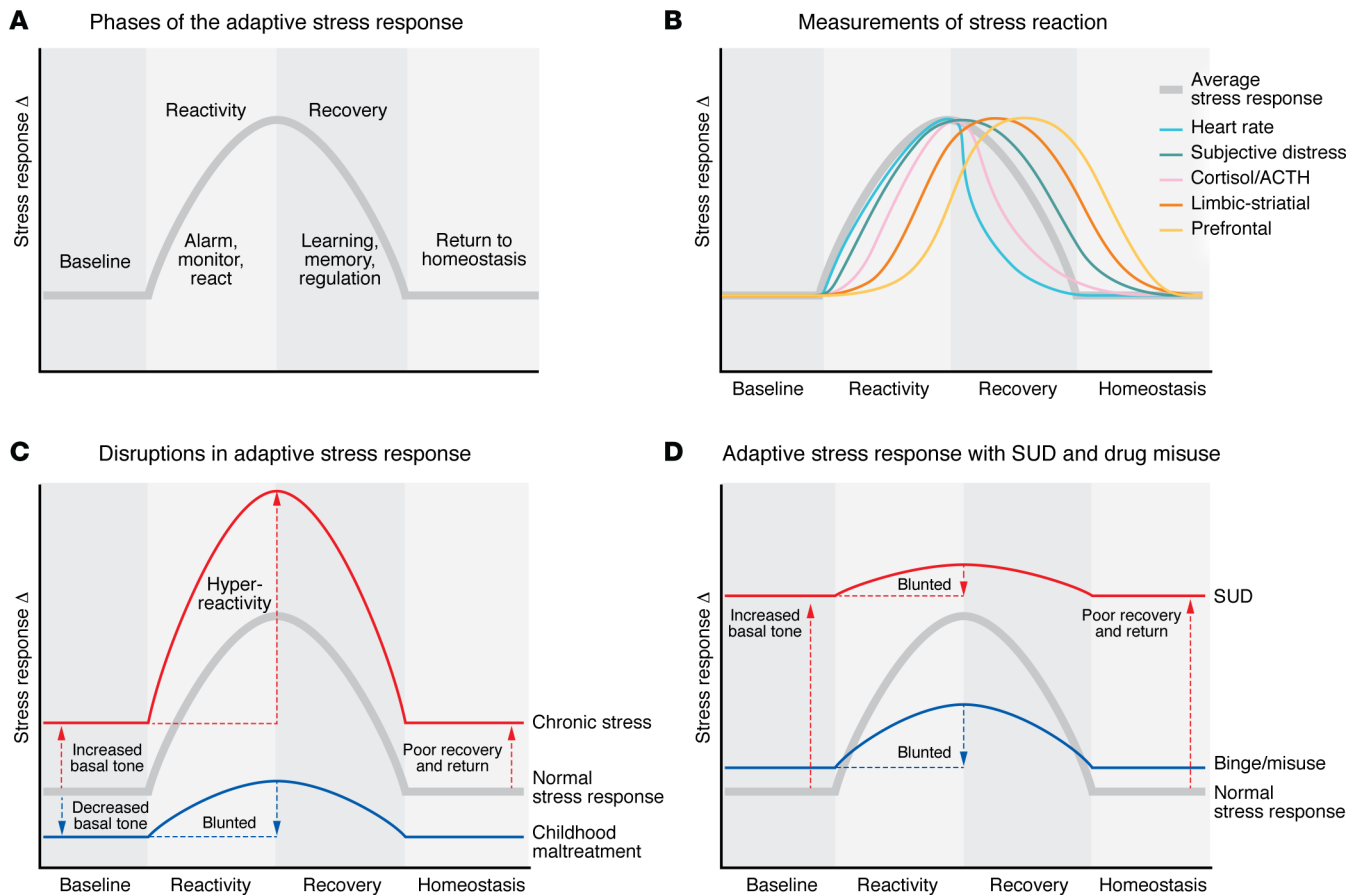 A
Phases of the adaptive stress response
Stress response Δ
Reactivity
Recovery
Baseline
Alarm,
monitor,
react
Learning,
memory,
regulation
Return to
homeostasis
B
Measurements of stress reaction
Stress response Δ
Average
stress response
Heart rate
Subjective distress
Cortisol/ACTH
Limbic-striatial
Prefrontal
Baseline
Reactivity
Recovery
Homeostasis
C
Disruptions in adaptive stress response
Stress response Δ
Hyper-
reactivity
Increased
basal tone
Decreased
basal tone
Blunted
Poor recovery
and return
Chronic stress
Normal
stress response
Childhood
maltreatment
Baseline
Reactivity
Recovery
Homeostasis
D
Adaptive stress response with SUD and drug misuse
Stress response Δ
Increased
basal tone
Blunted
Blunted
Poor recovery
and return
SUD
Binge/misuse
Normal
stress response
Baseline
Reactivity
Recovery
Homeostasis